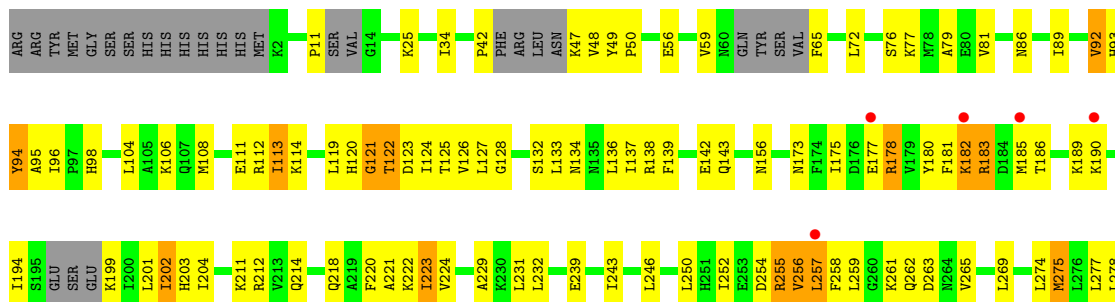 ARG ARG TYR MET GLY SER SER HIS HIS HIS HIS HIS HIS MET K2 P11 SER VAL G14 K25 I34 P42 PHE ARG LEU ASN K47 V48 Y49 P50 E56 V59 N60 GLN TYR SER VAL F65 L72 S76 K77 M78 A79 E80 V81 N86 I89 V92 H93
Y94 A95 I96 P97 H98 L104 A105 K106 Q107 M108 E111 R112 I113 K114 L119 H120 G121 T122 D123 I124 T125 V126 L127 G128 S132 L133 N134 N135 L136 I137 R138 F139 E142 Q143 N156 N173 F174 I175 D176 E177 R178 V179 Y180 F181 K182 R183 D184 M185 T186 K189 K190
I194 S195 GLU SER GLU K199 I200 L201 I202 H203 I204 K211 R212 V213 Q214 Q218 A219 F220 A221 K222 I223 V224 A229 K230 L231 L232 E239 I243 L246 L250 H251 I252 E253 D254 R255 V256 L257 F258 L259 G260 K261 Q262 D263 N264 V265 L269 L274 M275 L276 L277